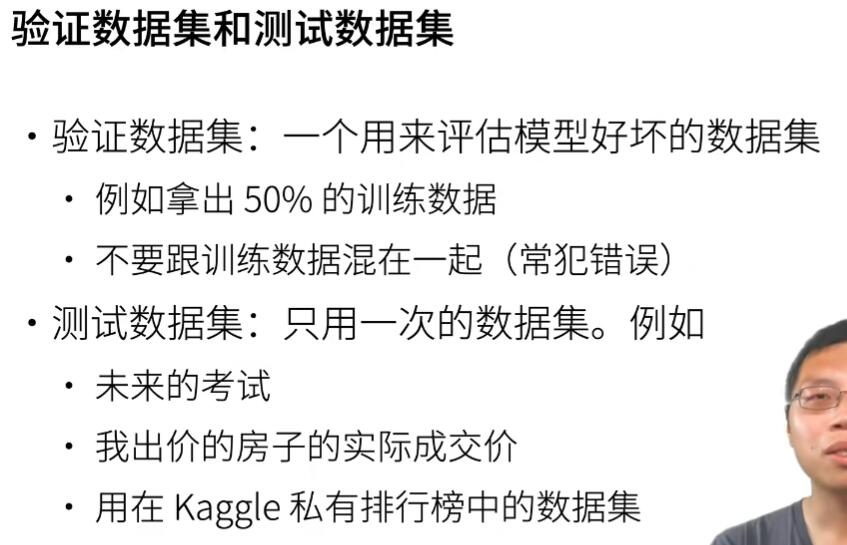 验证数据集和测试数据集
• 验证数据集：一个用来评估模型好坏的数据集
• 例如拿出 50% 的训练数据
• 不要跟训练数据混在一起（常犯错误）
• 测试数据集：只用一次的数据集。例如
• 未来的考试
• 我出价的房子的实际成交价
• 用在 Kaggle 私有排行榜中的数据集